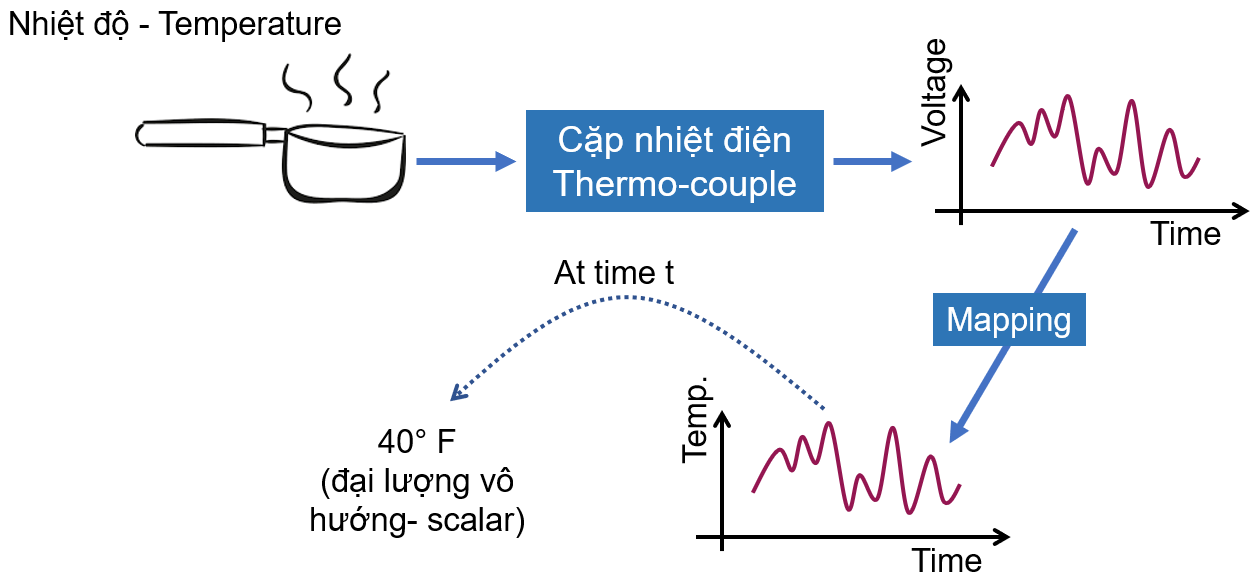 Nhiệt độ - Temperature
Cặp nhiệt điện
Thermo-couple
Voltage
Time
At time t
Mapping
Temp.
Time
40° F
(đại lượng vô
hướng- scalar)